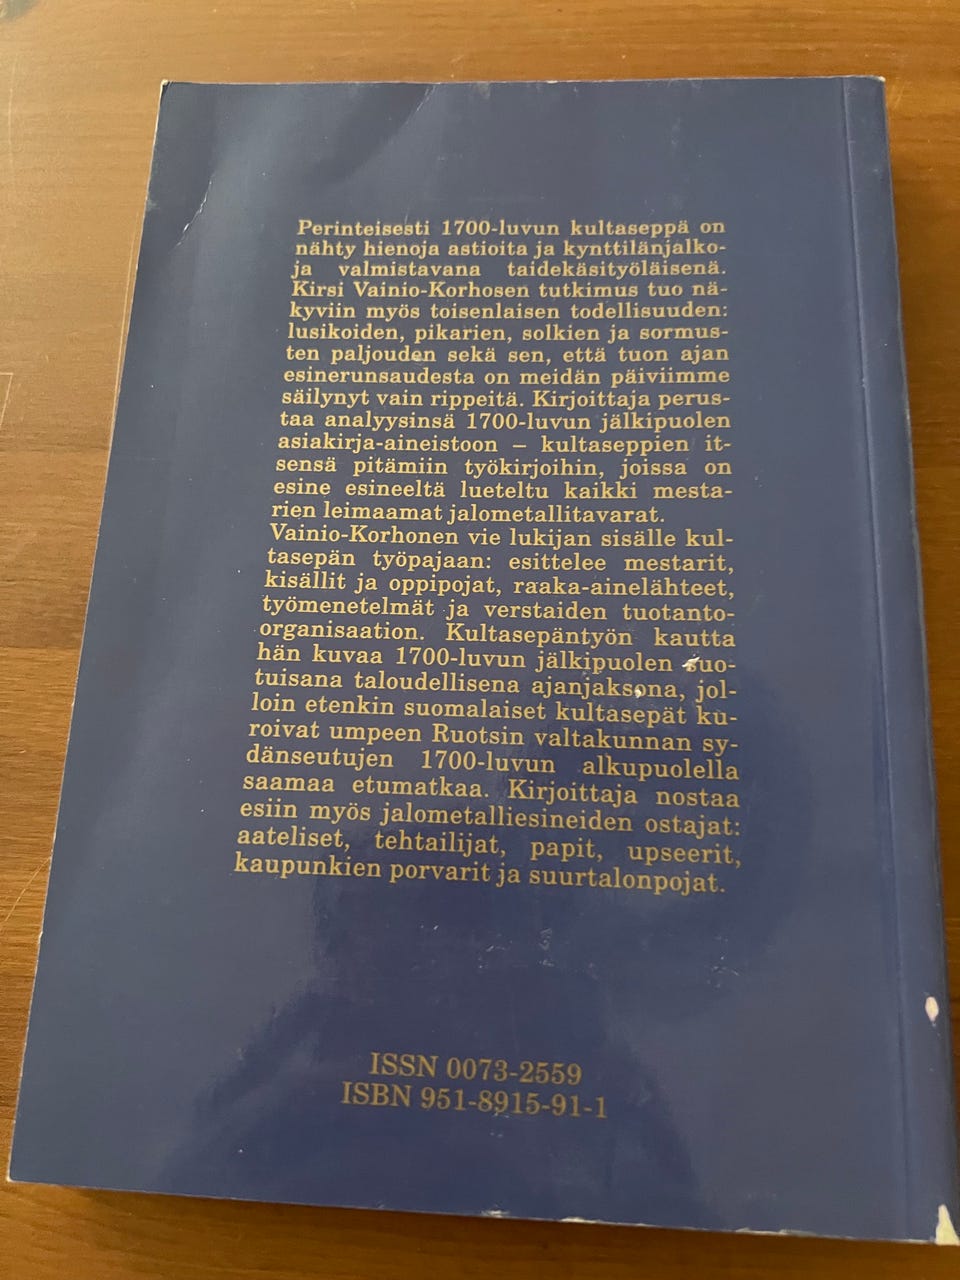 Perinteisesti 1700-luvun kultaseppä on
nähty hienoja astioita ja kynttilänjalko-
ja valmistavana taidekäsityöläisenä.
Kirsi Vainio-Korhosen tutkimus tuo nä-
kyviin myös toisenlaisen todellisuuden:
lusikoiden, pikarien, solkien ja sormus-
ten paljouden sekä sen, että tuon ajan
esinerunsaudesta on meidän päiviimme
säilynyt vain rippeitä. Kirjoittaja perus-
taa analyysinsä 1700-luvun jälkipuolen
asiakirja-aineistoon – kultaseppien it-
sensä pitämiin työkirjoihin, joissa on
esine esineeltä lueteltu kaikki mesta-
rien leimaamat jalometallitavarat.
Vainio-Korhonen vie lukijan sisälle kul-
tasepän työpajaan: esittelee mestarit,
kisällit ja oppipojat, raaka-ainelähteet,
työmenetelmät ja verstaiden tuotanto-
organisaation. Kultasepäntyön kautta
hän kuvaa 1700-luvun jälkipuolen suo-
tuisana taloudellisena ajanjaksona, jol-
loin etenkin suomalaiset kultasepät ku-
roivat umpeen Ruotsin valtakunnan sy-
dänseutujen 1700-luvun alkupuolella
saamaa etumatkaa. Kirjoittaja nostaa
esiin myös jalometalliesineiden ostajat:
aateliset, tehtailijat, papit, upseerit,
kaupunkien porvarit ja suurtalonpojat.
ISSN 0073-2559
ISBN 951-8915-91-1